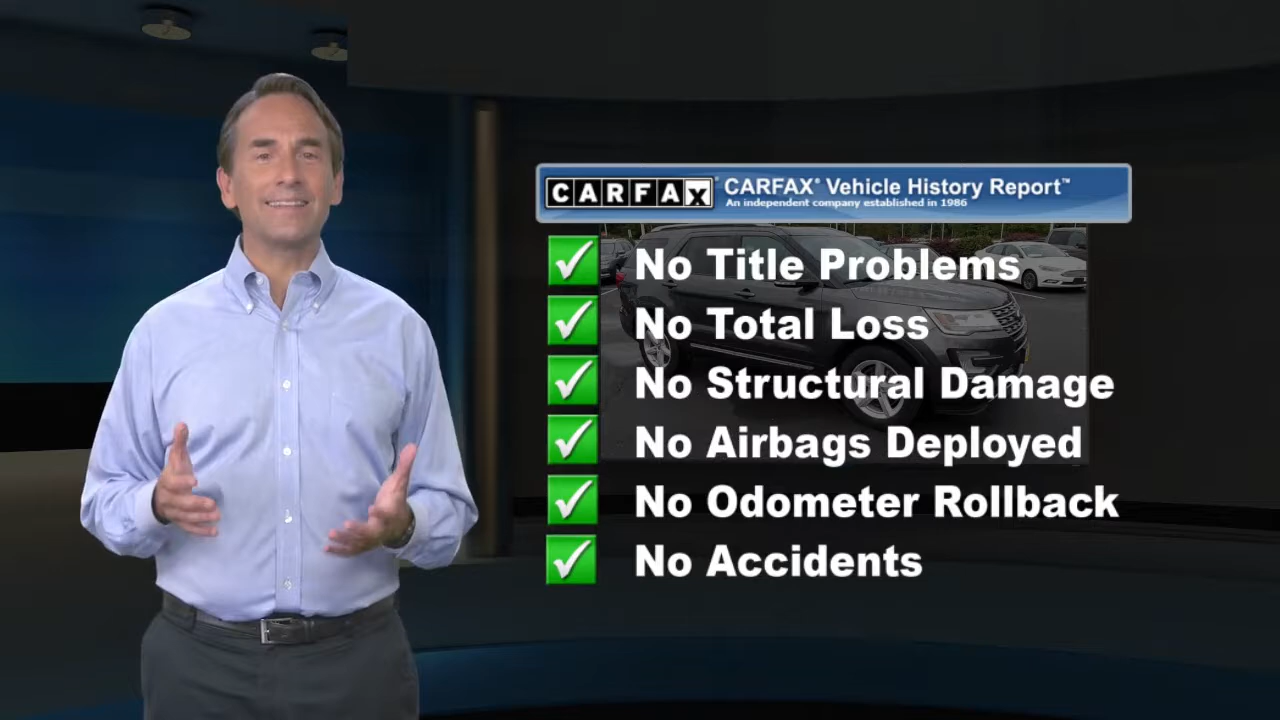 CARFAX® CARFAX® Vehicle History Report™
An independent company established in 1986
No Title Problems
No Total Loss
No Structural Damage
No Airbags Deployed
No Odometer Rollback
No Accidents